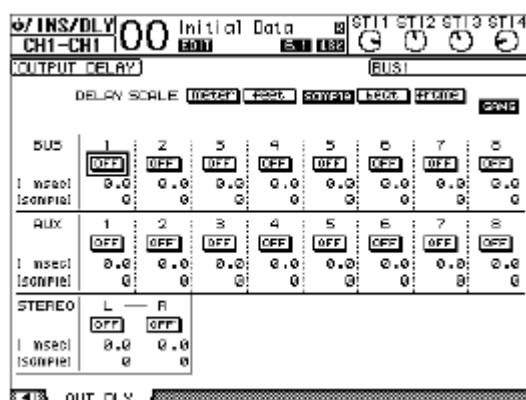 ø/ INS/DLY Initial Data ST11 ST12 ST13 ST14
CH1-CH1 00 EDIT
OUTPUT DELAY BUS1
DELAY SCALE meter feet sample beat frame
GANG
BUS 1 2 3 4 5 6 7 8
OFF OFF OFF OFF OFF OFF OFF OFF
[ msec] 0.0 0.0 0.0 0.0 0.0 0.0 0.0 0.0
[sample] 0 0 0 0 0 0 0 0
AUX 1 2 3 4 5 6 7 8
OFF OFF OFF OFF OFF OFF OFF OFF
[ msec] 0.0 0.0 0.0 0.0 0.0 0.0 0.0 0.0
[sample] 0 0 0 0 0 0 0 0
STEREO L — R
OFF OFF
[ msec] 0.0 0.0
[sample] 0 0
OUT DLY